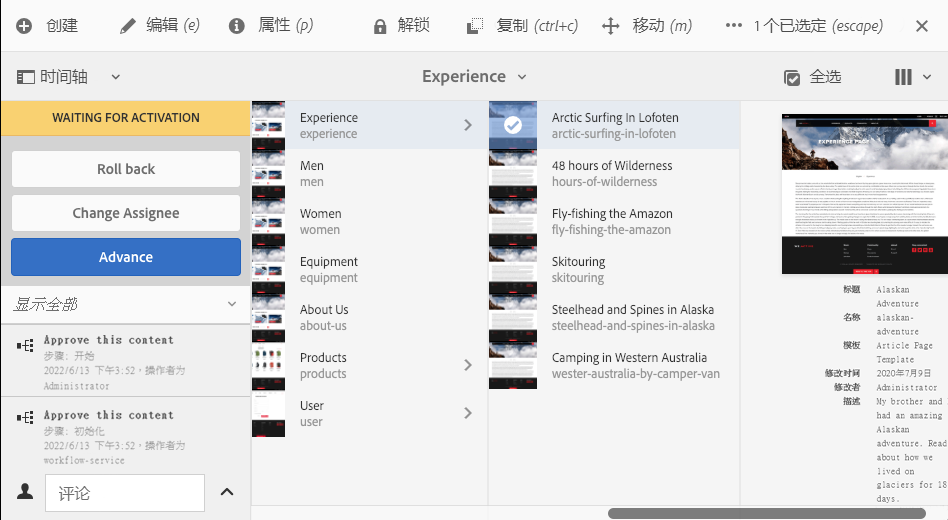 创建
编辑 (e)
属性 (p)
解锁
复制 (ctrl+c)
移动 (m)
1个已选定 (escape)
时间轴
Experience
全选
WAITING FOR ACTIVATION
Roll back
Change Assignee
Advance
显示全部
Approve this content
步骤: 开始
2022/6/13 下午3:52 • 操作者为
Administrator
Approve this content
步骤: 初始化
2022/6/13 下午3:52 • 操作者为
workflow-service
评论
Experience
experience
Men
men
Women
women
Equipment
equipment
About Us
about-us
Products
products
User
user
Arctic Surfing In Lofoten
arctic-surfing-in-lofoten
48 hours of Wilderness
hours-of-wilderness
Fly-fishing the Amazon
fly-fishing-the-amazon
Skitouring
skitouring
Steelhead and Spines in Alaska
steelhead-and-spines-in-alaska
Camping in Western Australia
wester-australia-by-camper-van
EXPERIENCE PAGE
标题 Alaskan
Adventure
名称 alaskan-
adventure
模板 Article Page
Template
修改时间 2020年7月9日
修改者 Administrator
描述 My brother and
had an amazing
Alaskan
adventure. Read
about how we
lived on
glaciers for 18
days.